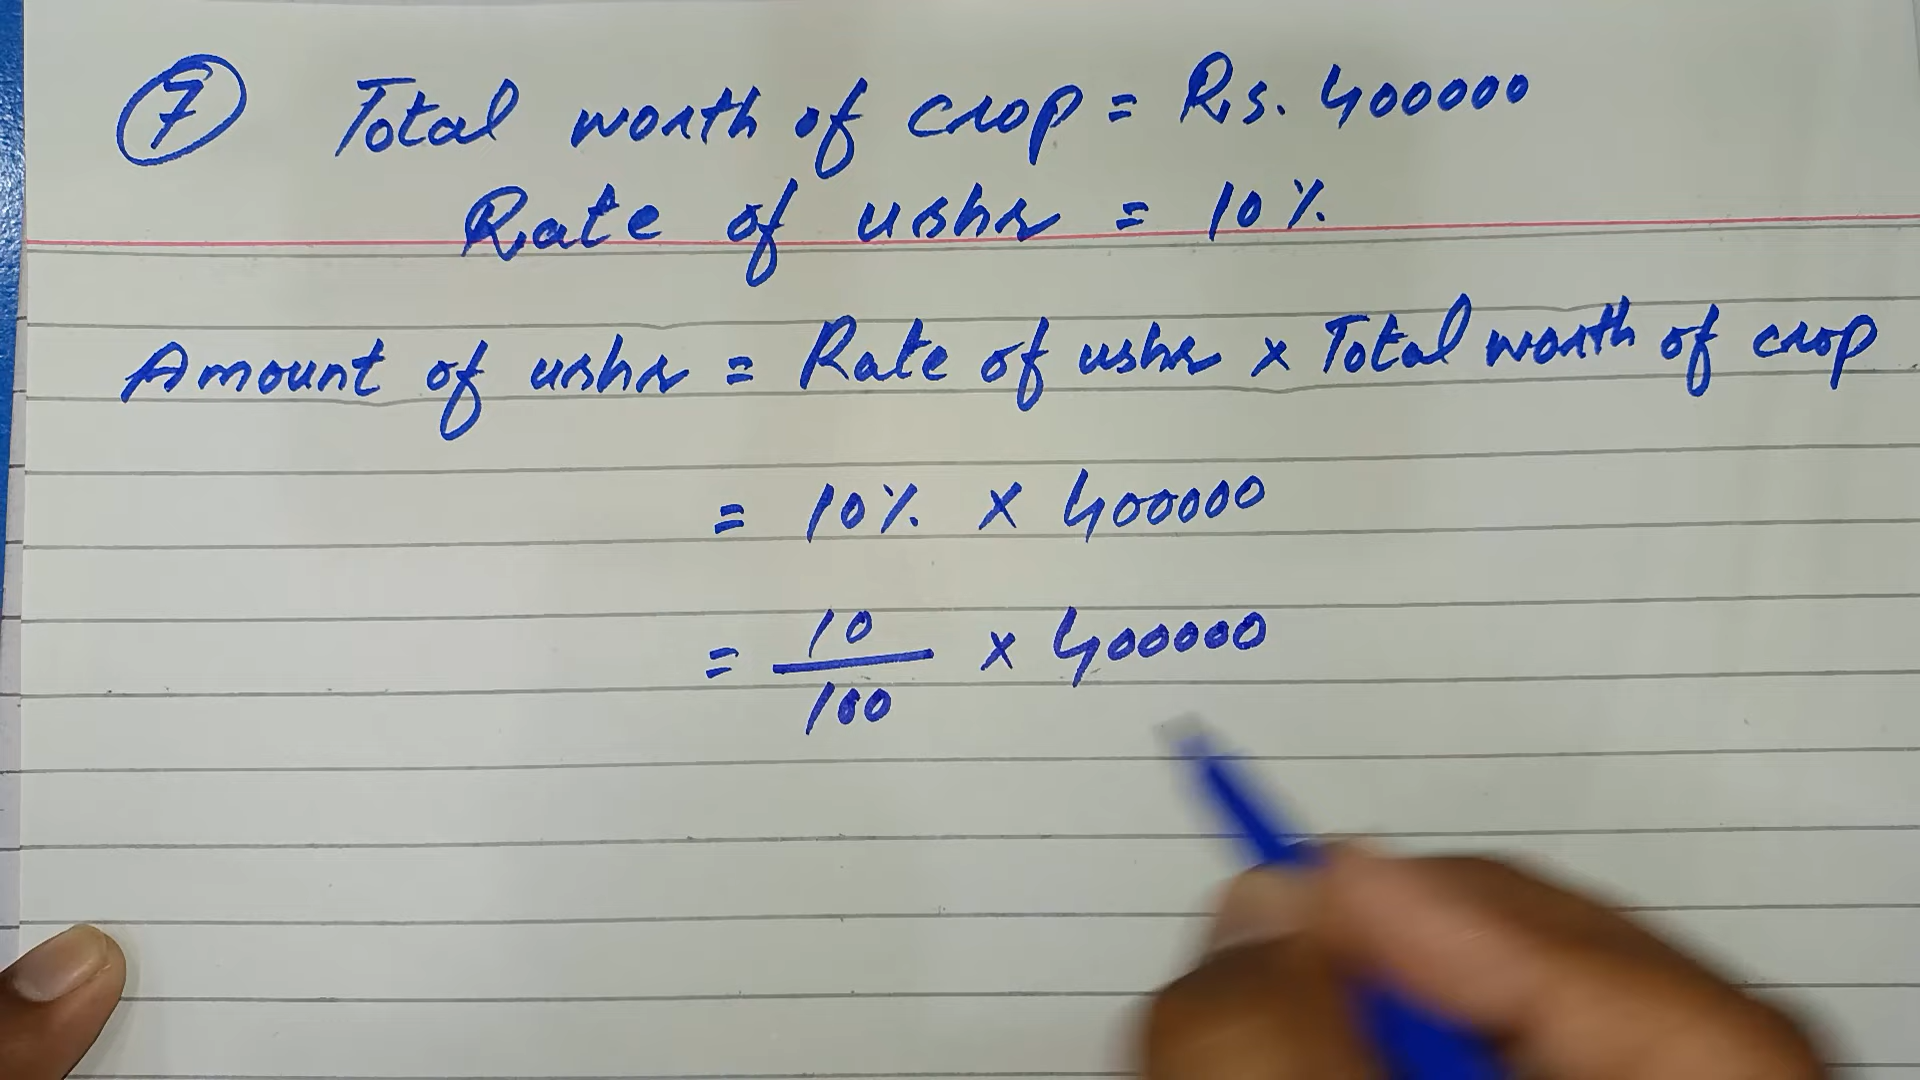 7 Total worth of crop = Rs. 400000
Rate of ushr = 10%
Amount of ushr = Rate of ushr × Total worth of crop
= 10% × 400000
= 10/100 × 400000